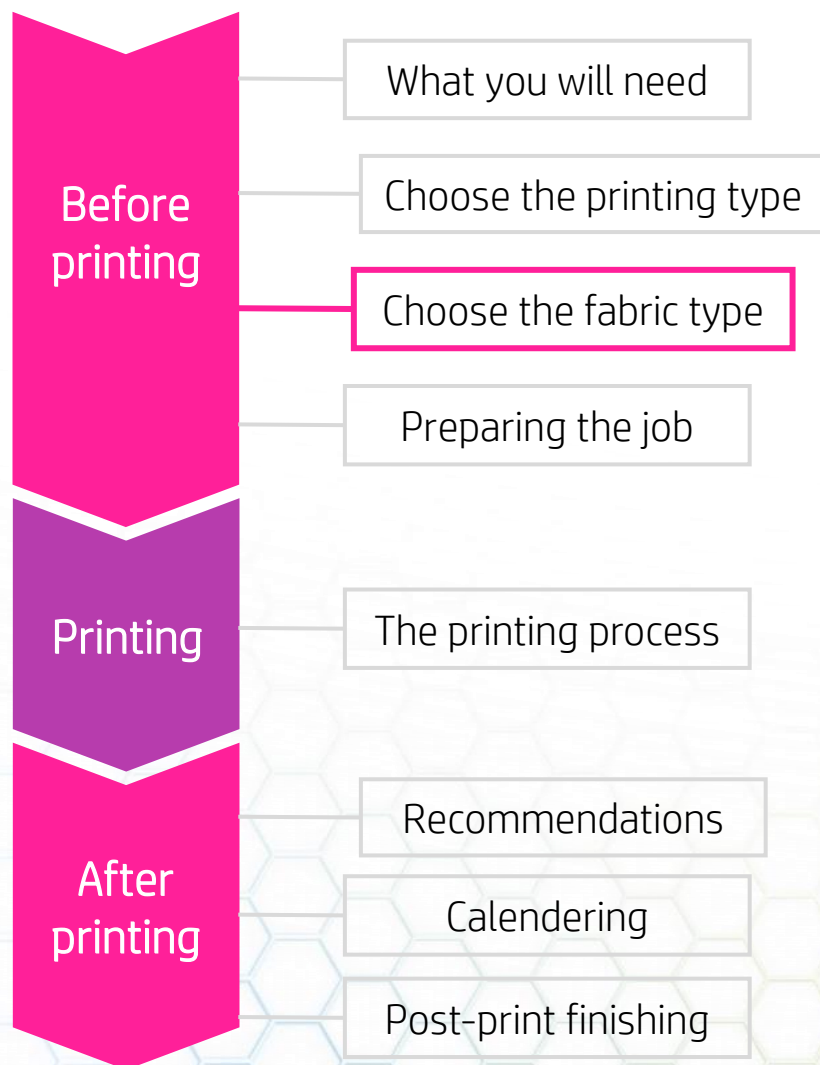 What you will need
Choose the printing type
Before
printing
Choose the fabric type
Preparing the job
Printing
The printing process
Recommendations
After
printing
Calendering
Post-print finishing